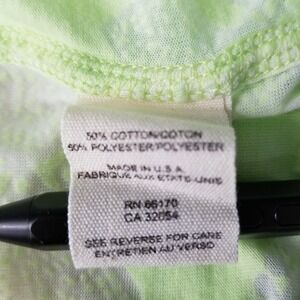 50% COTTON/COTON
50% POLYESTER/POLYESTER
MADE IN U.S.A.
FABRIQUE AUX ETATS-UNIS
RN 66170
CA 32054
SEE REVERSE FOR CARE
ENTRETIEN AU VERSO